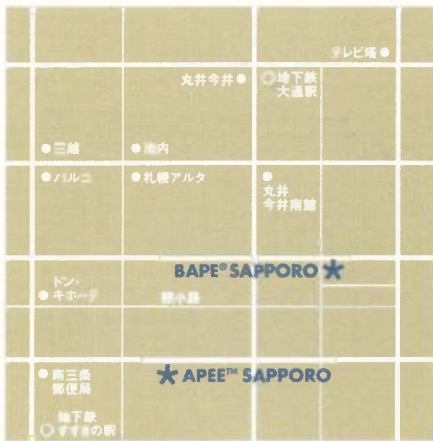 テレビ塔
丸井今井
地下鉄
大通駅
三越
池内
パルコ
札幌アルタ
丸井
今井南館
BAPE® SAPPORO
ドン・
キホーテ
狸小路
APEE™ SAPPORO
南三条
郵便局
地下鉄
すすきの駅